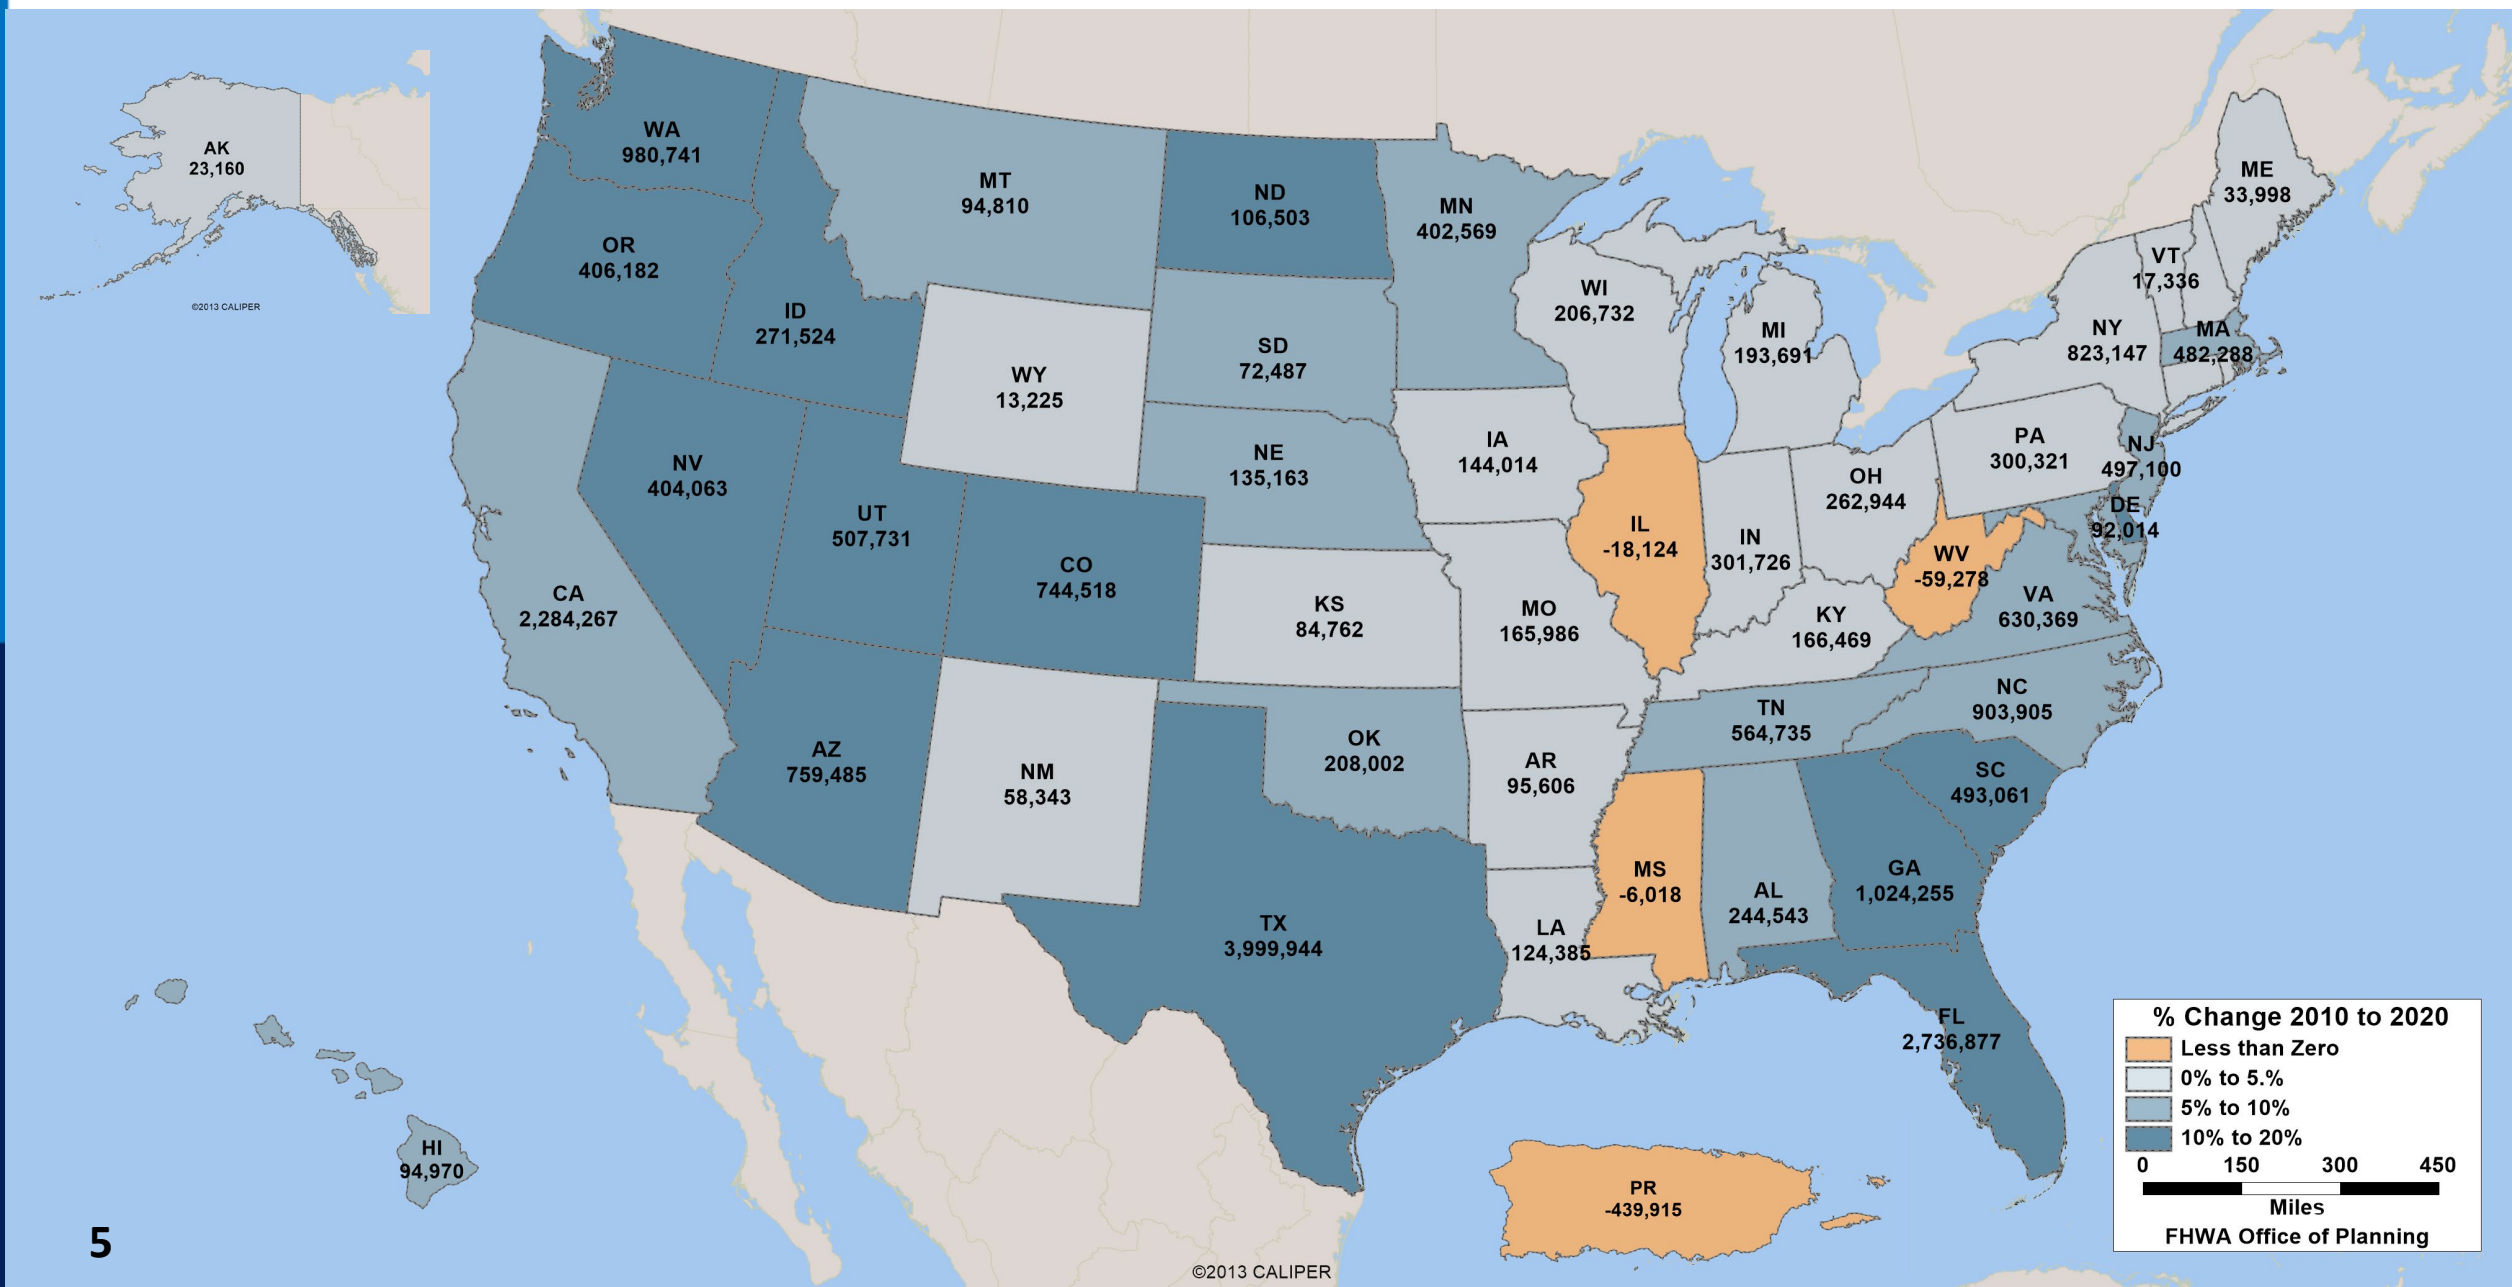 AK
23,160
©2013 CALIPER
WA
980,741
OR
406,182
ID
271,524
MT
94,810
ND
106,503
MN
402,569
WI
206,732
MI
193,691
ME
33,998
VT
17,336
NY
823,147
MA
482,288
WY
13,225
SD
72,487
NE
135,163
IA
144,014
IL
-18,124
IN
301,726
OH
262,944
PA
300,321
NJ
497,100
DE
92,014
NV
404,063
UT
507,731
CO
744,518
CA
2,284,267
KS
84,762
MO
165,986
KY
166,469
WV
-59,278
VA
630,369
AZ
759,485
NM
58,343
OK
208,002
AR
95,606
TN
564,735
NC
903,905
SC
493,061
TX
3,999,944
LA
124,385
MS
-6,018
AL
244,543
GA
1,024,255
FL
2,736,877
HI
94,970
PR
-439,915
% Change 2010 to 2020
Less than Zero
0% to 5.%
5% to 10%
10% to 20%
0 150 300 450
Miles
FHWA Office of Planning
5
©2013 CALIPER